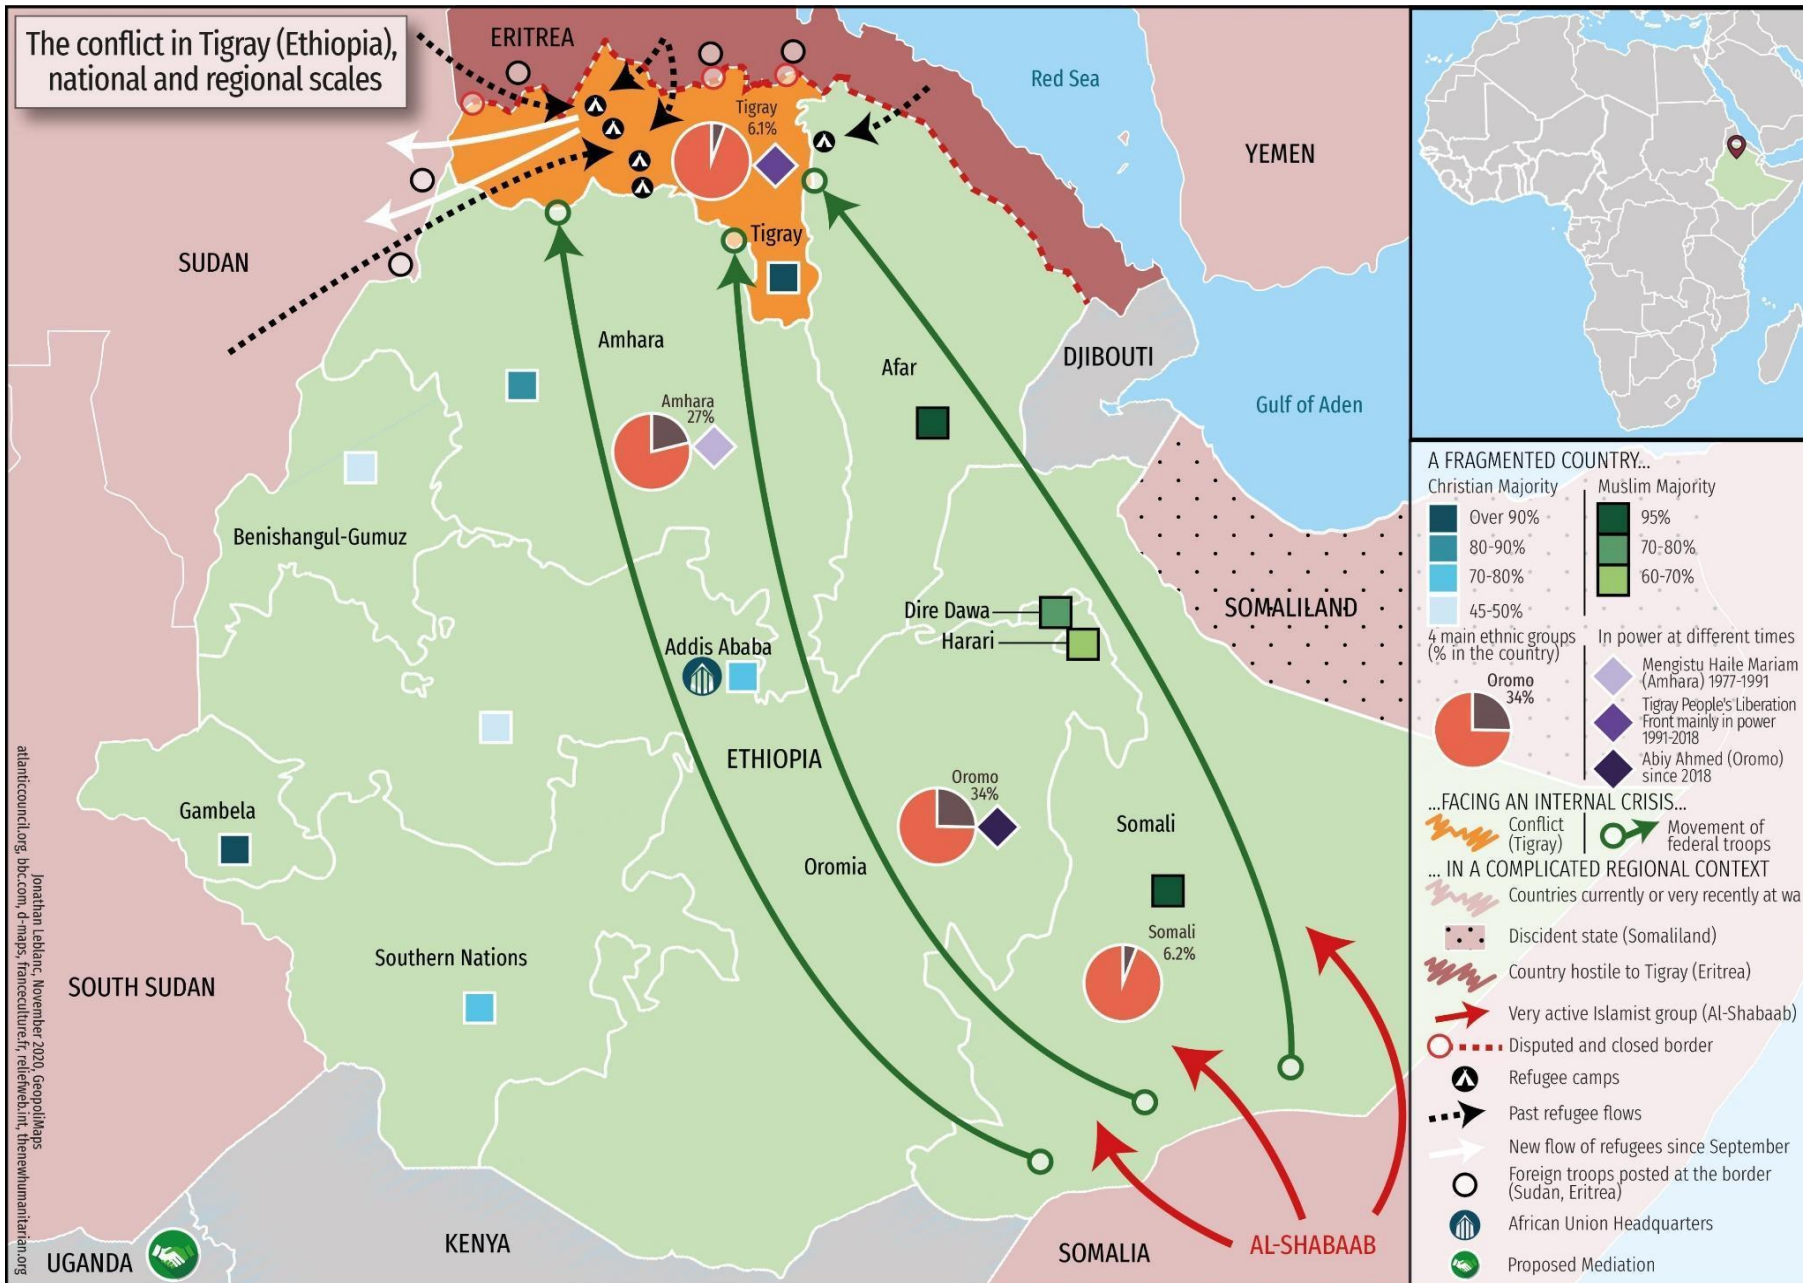 The conflict in Tigray (Ethiopia),
national and regional scales
ERITREA
Red Sea
YEMEN
Tigray
6.1%
SUDAN
Tigray
Amhara
Afar
DJIBOUTI
Gulf of Aden
Amhara
27%
Benishangul-Gumuz
Dire Dawa
Harari
SOMALILAND
Addis Ababa
ETHIOPIA
Gambela
Oromo
34%
Somali
Oromia
Somali
6.2%
Southern Nations
SOUTH SUDAN
KENYA
UGANDA
SOMALIA
AL-SHABAAB
Jonathan Leblanc, November 2020, GeopoliMaps
atlanticcouncil.org, bbc.com, d-maps, franceculture.fr, reliefweb.int, thenewhumanitarian.org
A FRAGMENTED COUNTRY...
Christian Majority
Over 90%
80-90%
70-80%
45-50%
Muslim Majority
95%
70-80%
60-70%
4 main ethnic groups
(% in the country)
Oromo
34%
In power at different times
Mengistu Haile Mariam
(Amhara) 1977-1991
Tigray People's Liberation
Front mainly in power
1991-2018
Abiy Ahmed (Oromo)
since 2018
...FACING AN INTERNAL CRISIS...
Conflict
(Tigray)
Movement of
federal troops
... IN A COMPLICATED REGIONAL CONTEXT
Countries currently or very recently at wa
Discident state (Somaliland)
Country hostile to Tigray (Eritrea)
Very active Islamist group (Al-Shabaab)
Disputed and closed border
Refugee camps
Past refugee flows
New flow of refugees since September
Foreign troops posted at the border
(Sudan, Eritrea)
African Union Headquarters
Proposed Mediation